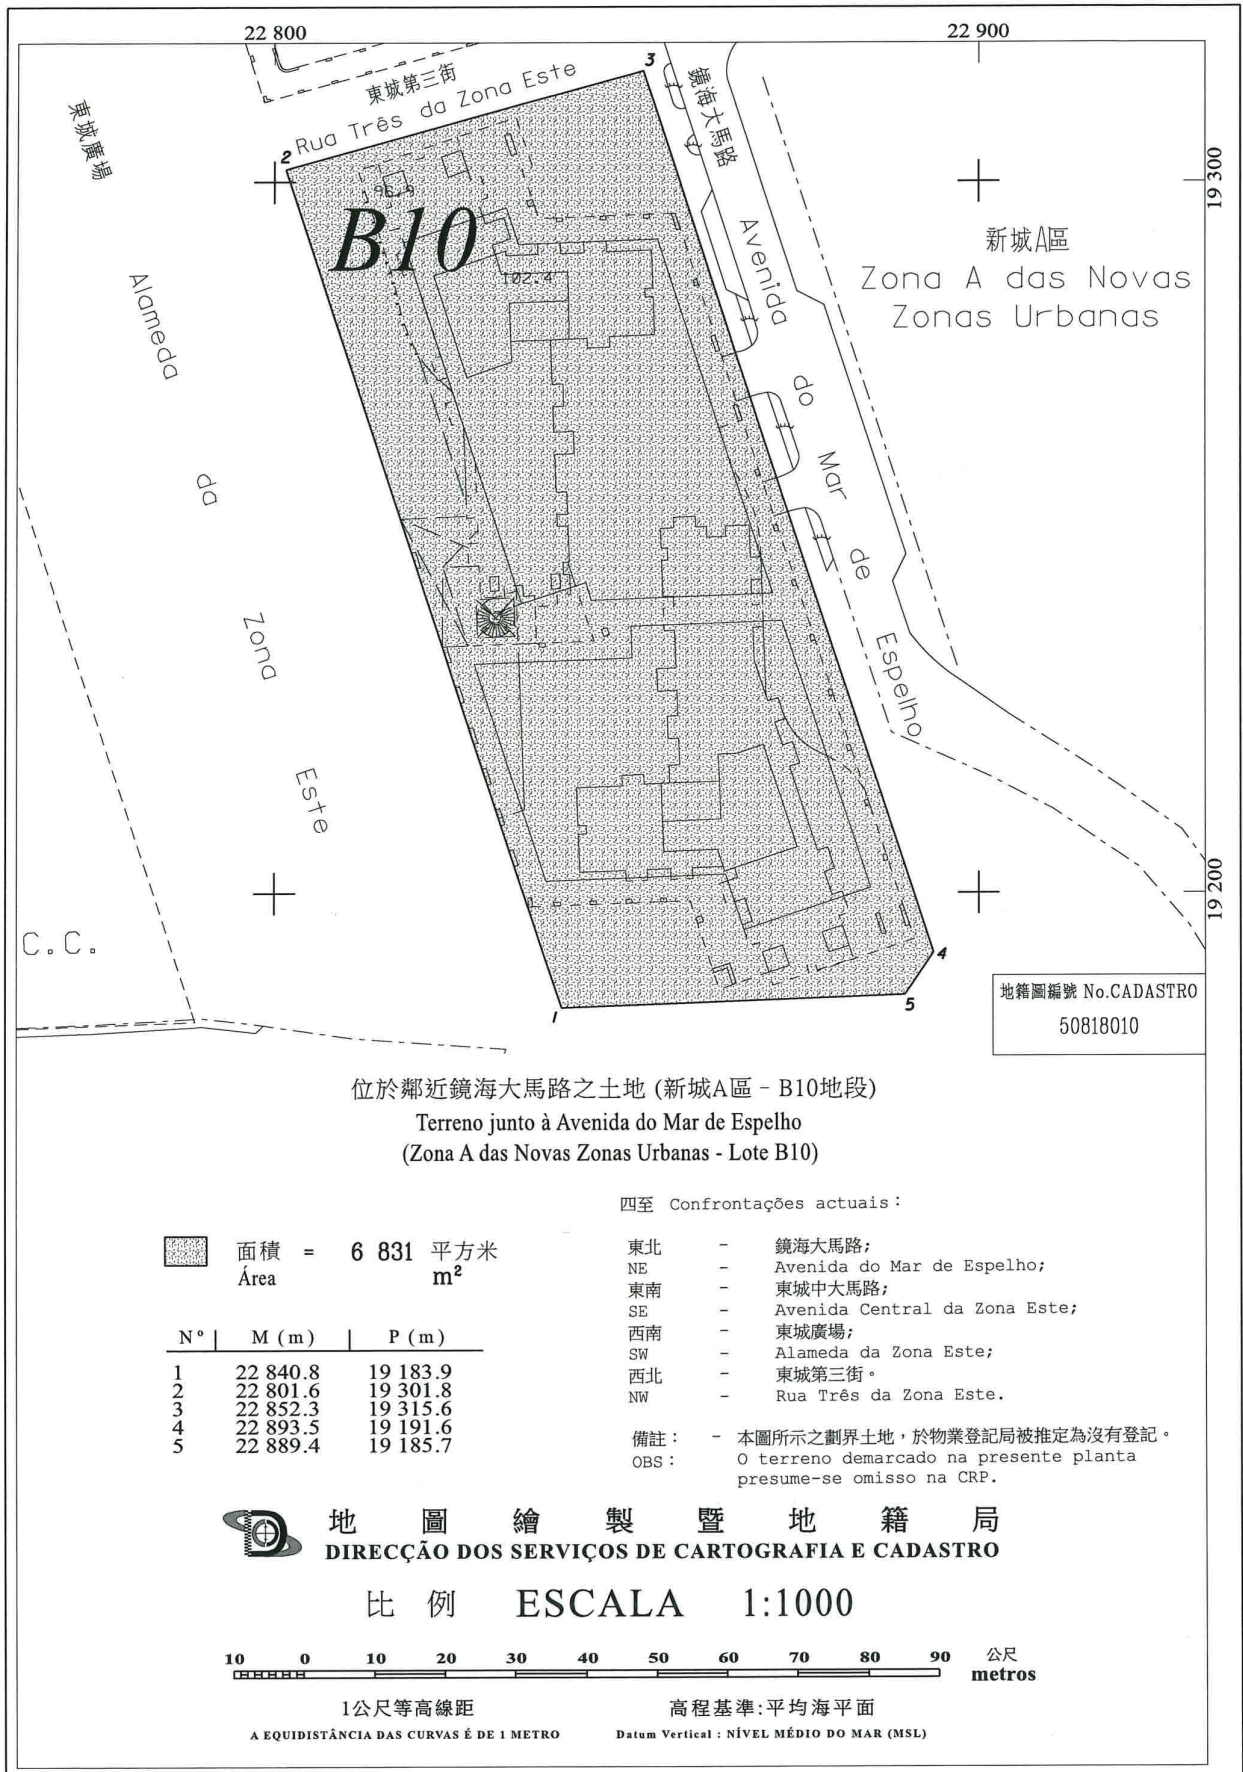 22 800
22 900
東城第三街
Rua Três da Zona Este
3
鏡海大馬路
東城廣場
2
19 300
96.9
B10
102.4
新城A區
Zona A das Novas
Zonas Urbanas
Avenida do Mar de Espelho
Alameda da Zona Este
19 200
C.C.
4
5
1
地籍圖編號 No.CADASTRO
50818010
位於鄰近鏡海大馬路之土地 (新城A區 - B10地段)
Terreno junto à Avenida do Mar de Espelho
(Zona A das Novas Zonas Urbanas - Lote B10)
面積 = 6 831 平方米
Área m²
Nº M (m) P (m)
1 22 840.8 19 183.9
2 22 801.6 19 301.8
3 22 852.3 19 315.6
4 22 893.5 19 191.6
5 22 889.4 19 185.7
四至 Confrontações actuais :
東北 - 鏡海大馬路;
NE - Avenida do Mar de Espelho;
東南 - 東城中大馬路;
SE - Avenida Central da Zona Este;
西南 - 東城廣場;
SW - Alameda da Zona Este;
西北 - 東城第三街。
NW - Rua Três da Zona Este.
備註: - 本圖所示之劃界土地，於物業登記局被推定為沒有登記。
OBS: O terreno demarcado na presente planta
presume-se omisso na CRP.
地圖繪製暨地籍局
DIRECÇÃO DOS SERVIÇOS DE CARTOGRAFIA E CADASTRO
比例 ESCALA 1:1000
10 0 10 20 30 40 50 60 70 80 90 公尺
metros
1公尺等高線距 高程基準:平均海平面
A EQUIDISTÂNCIA DAS CURVAS É DE 1 METRO Datum Vertical : NÍVEL MÉDIO DO MAR (MSL)